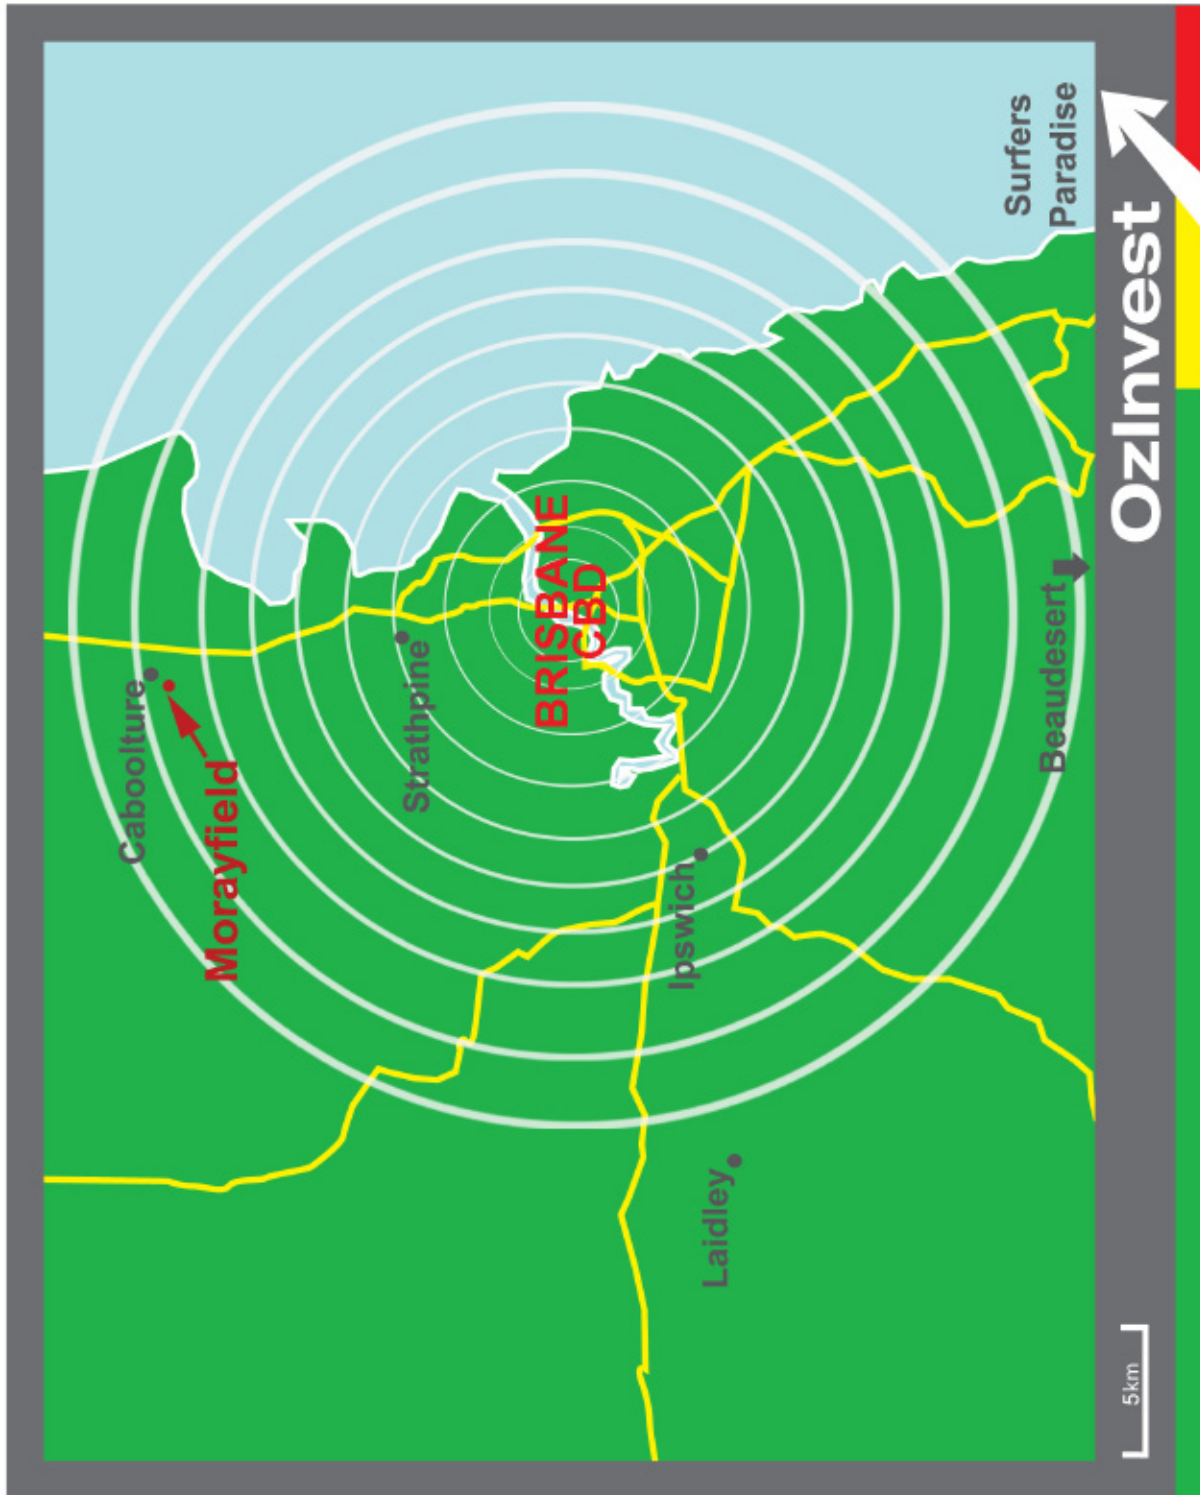 Caboolture
Morayfield
Strathpine
BRISBANE
CBD
Ipswich
Laidley
Beaudesert
Surfers
Paradise
5km
OzInvest